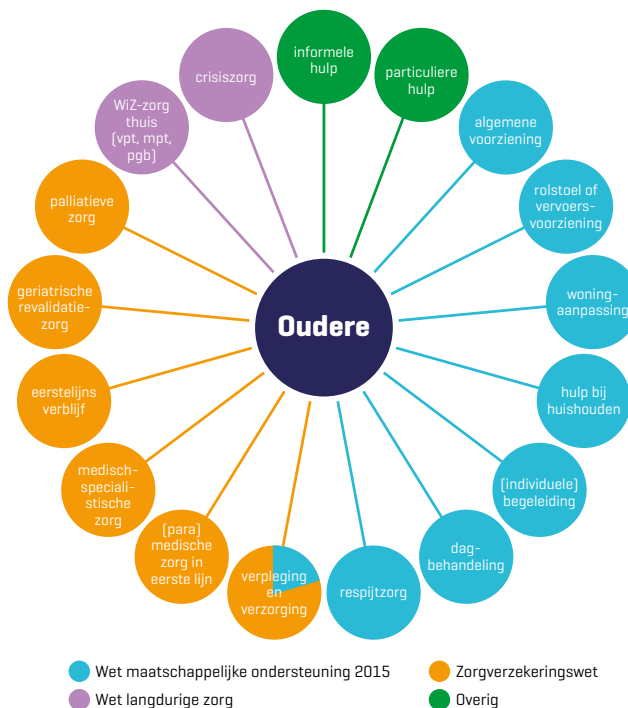 informele
hulp
particuliere
hulp
algemene
voorziening
rolstoel of
vervoers-
voorziening
woning-
aanpassing
hulp bij
huishouden
(individuele)
begeleiding
dag-
behandeling
respijtzorg
verpleging
en
verzorging
(para)
medische
zorg in
eerste lijn
medisch-
speciali-
stische
zorg
eerstelijns
verblijf
geriatrische
revalidatie-
zorg
palliatieve
zorg
WiZ-zorg
thuis
(vpt, mpt,
pgb)
crisiszorg
Oudere
Wet maatschappelijke ondersteuning 2015
Zorgverzekeringswet
Wet langdurige zorg
Overig